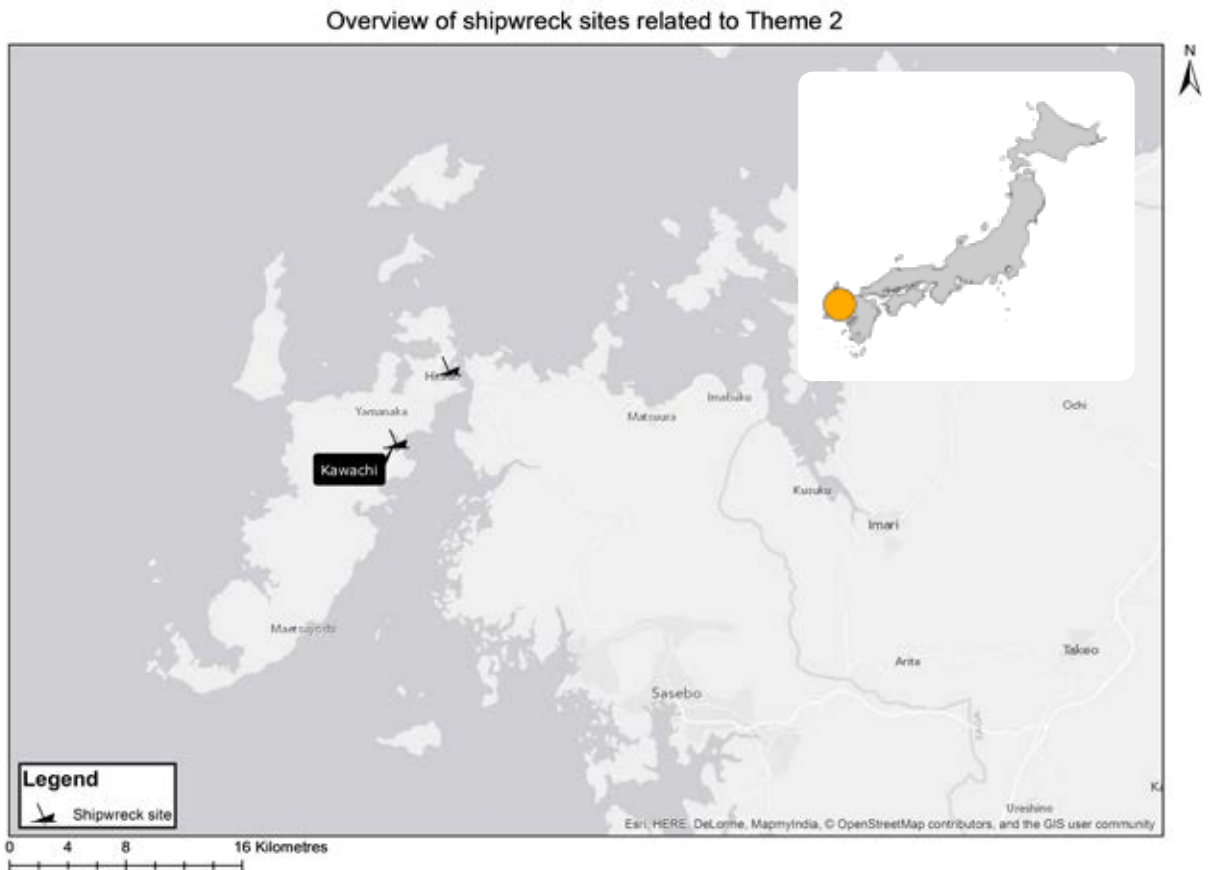 Overview of shipwreck sites related to Theme 2
N
Ochi
Imabuku
Yamanaka
Matsuura
Kawachi
Kusuku
Imari
Takeo
Arita
Sasebo
SAGA
Legend
Shipwreck site
Ureshino
Esri, HERE, DeLorme, MapmyIndia, © OpenStreetMap contributors, and the GIS user community
0 4 8 16 Kilometres